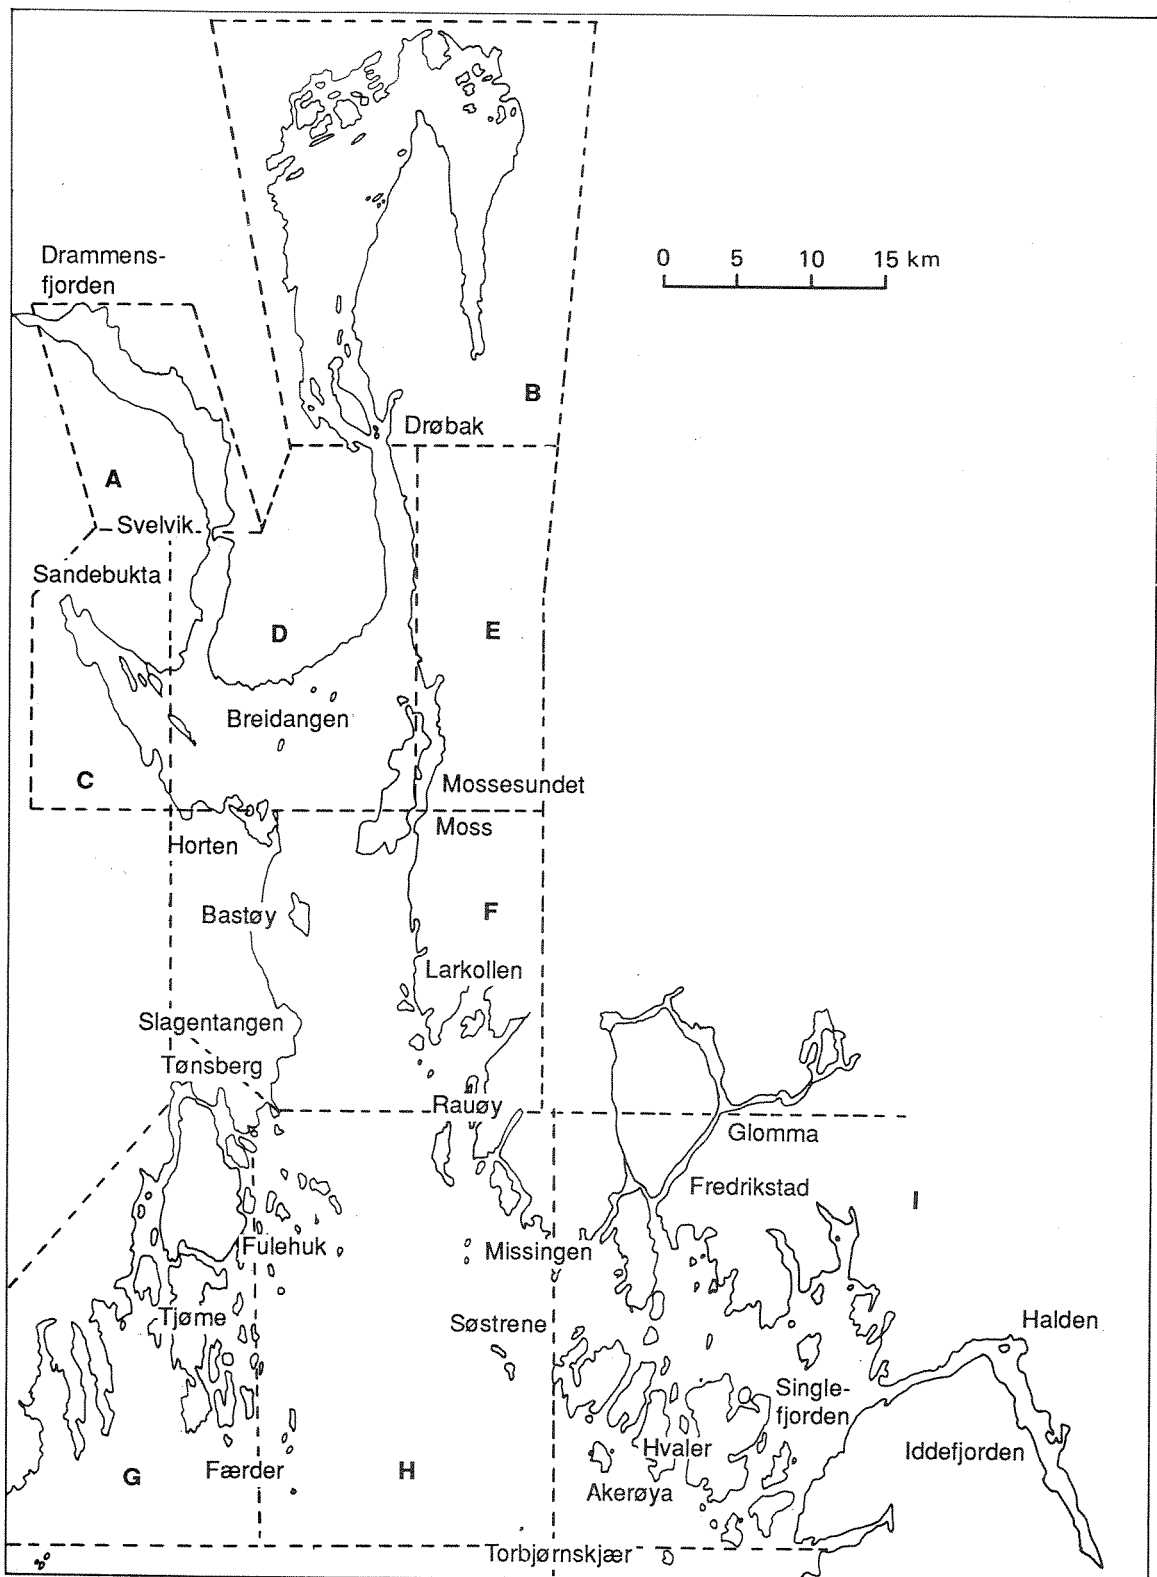 Drammens-
fjorden
0 5 10 15 km
B
Drøbak
A
Svelvik
Sandebukta
D
E
Breidangen
C
Mossesundet
Moss
Horten
Bastøy
F
Larkollen
Slagentangen
Tønsberg
Rauøy
Glomma
Fredrikstad
I
Fulehuk
Missingen
Tjøme
Søstrene
Halden
Single-
fjorden
Hvaler
Iddefjorden
G
Færder
H
Akerøya
Torbjørnskjær